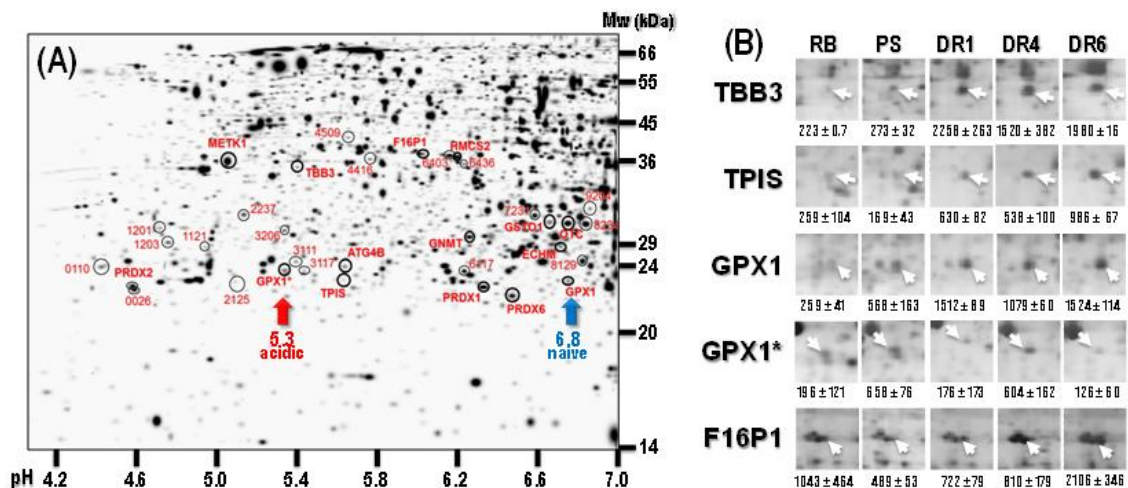 Mw (kDa)
(A)
66
55
45
36
29
24
20
14
4509
METK1
F16P1
RMCS2
6403
6436
TBB3
4416
2237
7231
9204
1201
GSTO1
OTC
8234
1203
1121
3206
GNMT
ECHM
3111
ATG4B
0110
3117
6117
8129
PRDX2
GPX1*
TPIS
PRDX1
GPX1
0026
2125
PRDX6
5.3
acidic
6.8
naive
pH 4.2 4.6 5.0 5.4 5.8 6.2 6.3 6.6 7.0
(B)
RB PS DR1 DR4 DR6
TBB3
223 ± 0.7 273 ± 32 2258 ± 263 1520 ± 382 1980 ± 16
TPIS
259 ± 104 169 ± 43 630 ± 82 538 ± 100 986 ± 67
GPX1
259 ± 41 568 ± 163 1512 ± 89 1079 ± 60 1524 ± 114
GPX1*
196 ± 121 658 ± 76 176 ± 173 604 ± 162 126 ± 60
F16P1
1043 ± 464 489 ± 53 722 ± 79 810 ± 179 2106 ± 346